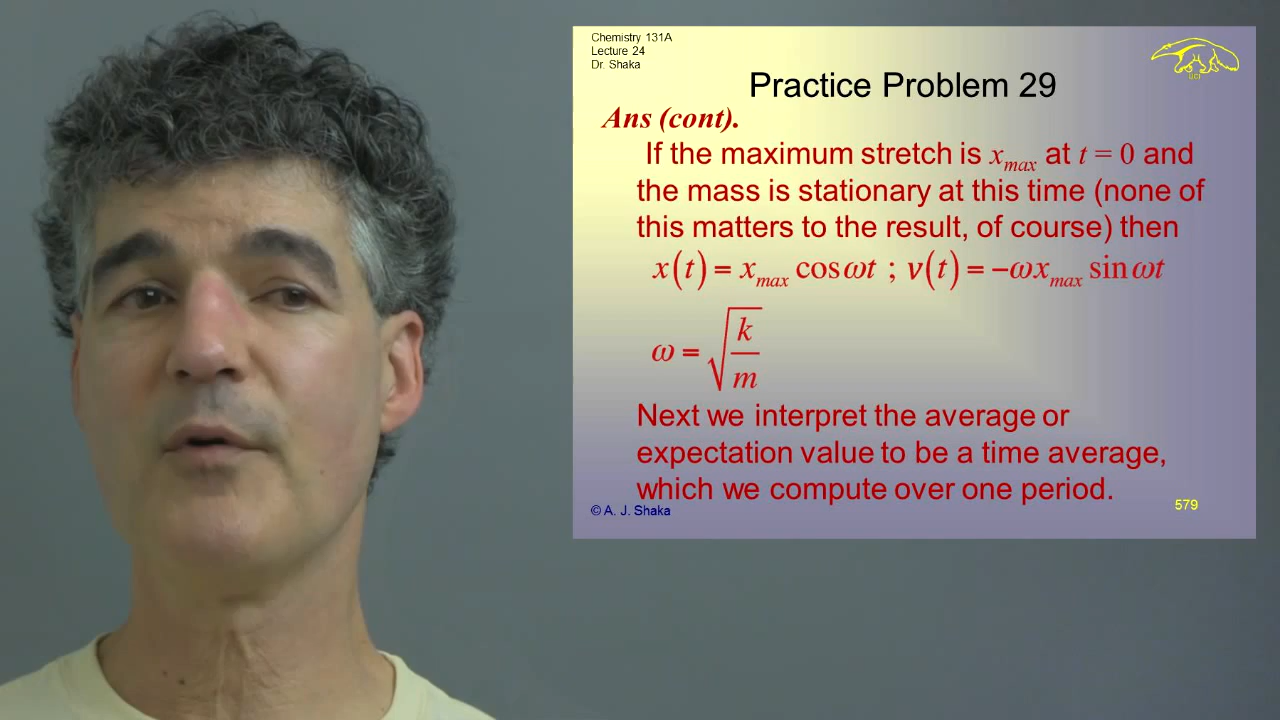 Chemistry 131A
Lecture 24
Dr. Shaka
UCI
Practice Problem 29
Ans (cont).
If the maximum stretch is x_max at t = 0 and
the mass is stationary at this time (none of
this matters to the result, of course) then
x(t) = x_max cos ωt ; v(t) = −ωx_max sin ωt
ω = √(k/m)
Next we interpret the average or
expectation value to be a time average,
which we compute over one period.
© A. J. Shaka
579